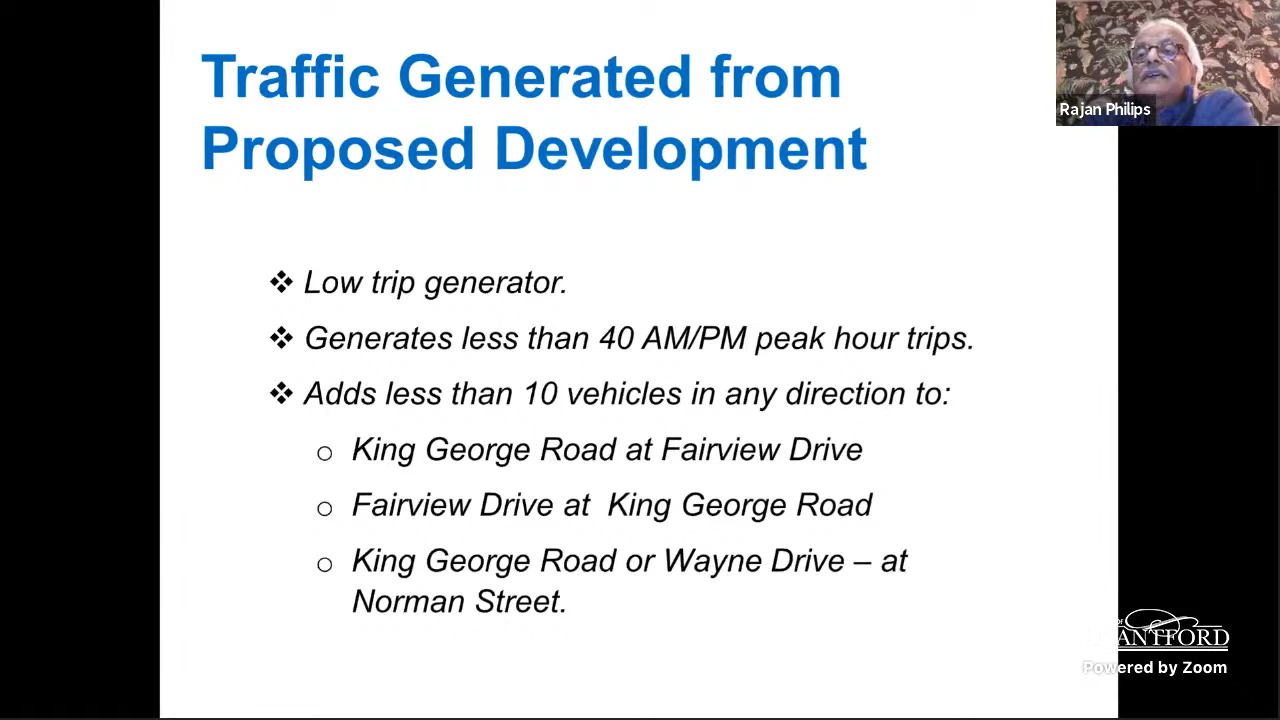 Traffic Generated from
Proposed Development
Rajan Philips
❖ Low trip generator.
❖ Generates less than 40 AM/PM peak hour trips.
❖ Adds less than 10 vehicles in any direction to:
o King George Road at Fairview Drive
o Fairview Drive at King George Road
o King George Road or Wayne Drive – at
Norman Street.
ANTFORD
Powered by Zoom